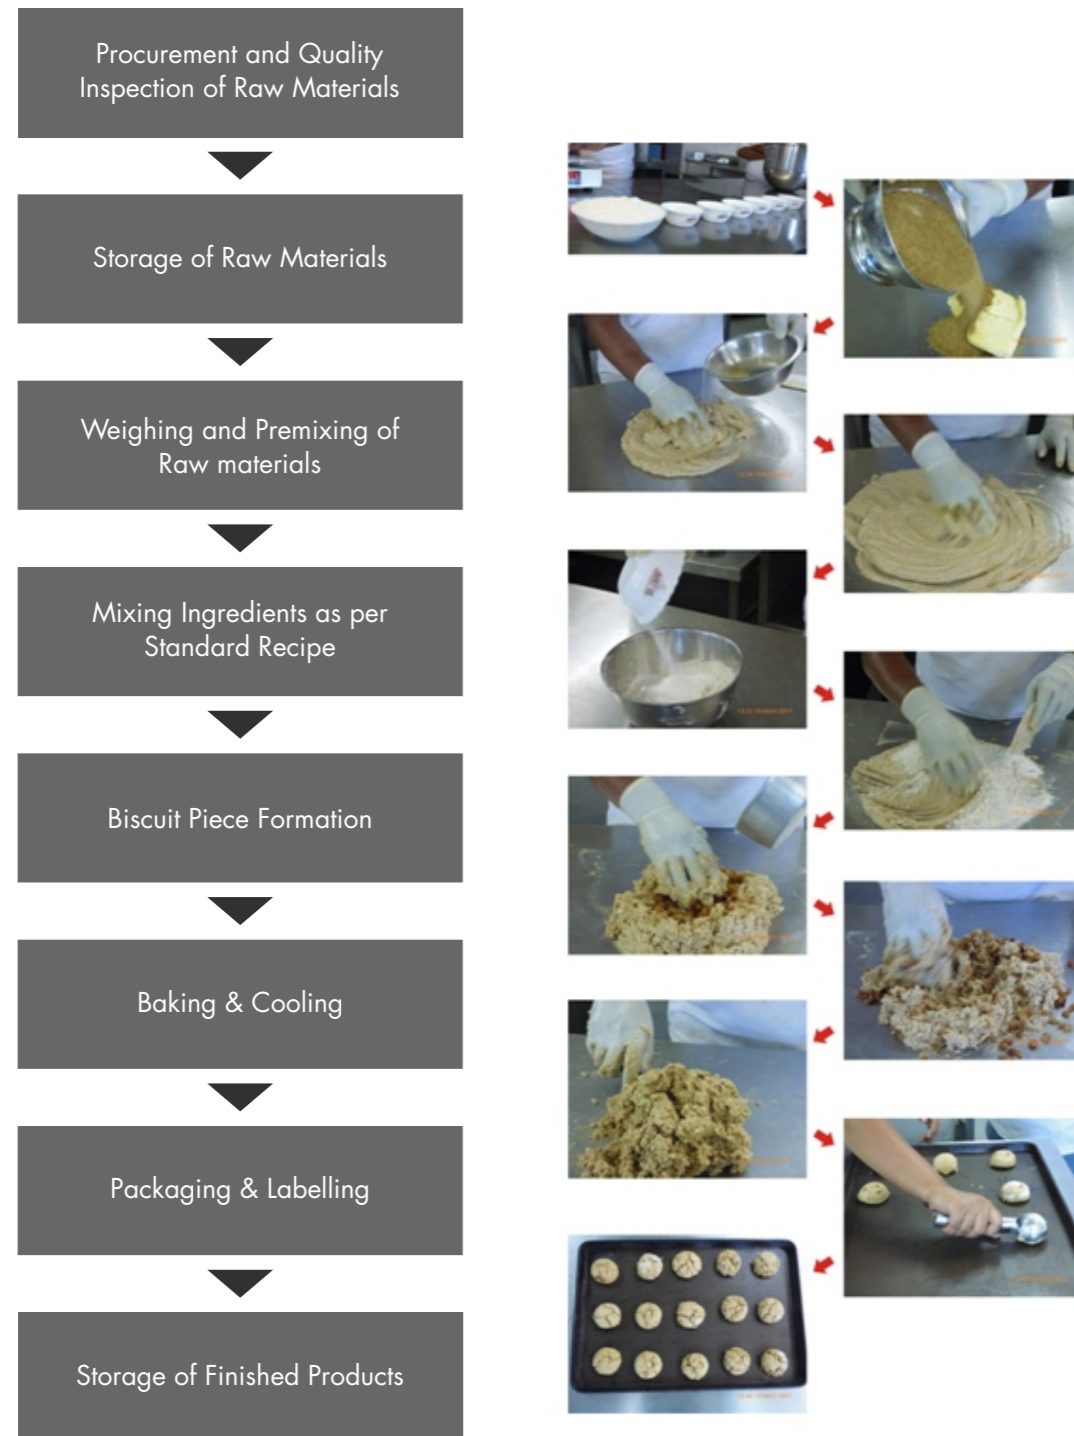 Procurement and Quality
Inspection of Raw Materials
Storage of Raw Materials
Weighing and Premixing of
Raw materials
Mixing Ingredients as per
Standard Recipe
Biscuit Piece Formation
Baking & Cooling
Packaging & Labelling
Storage of Finished Products